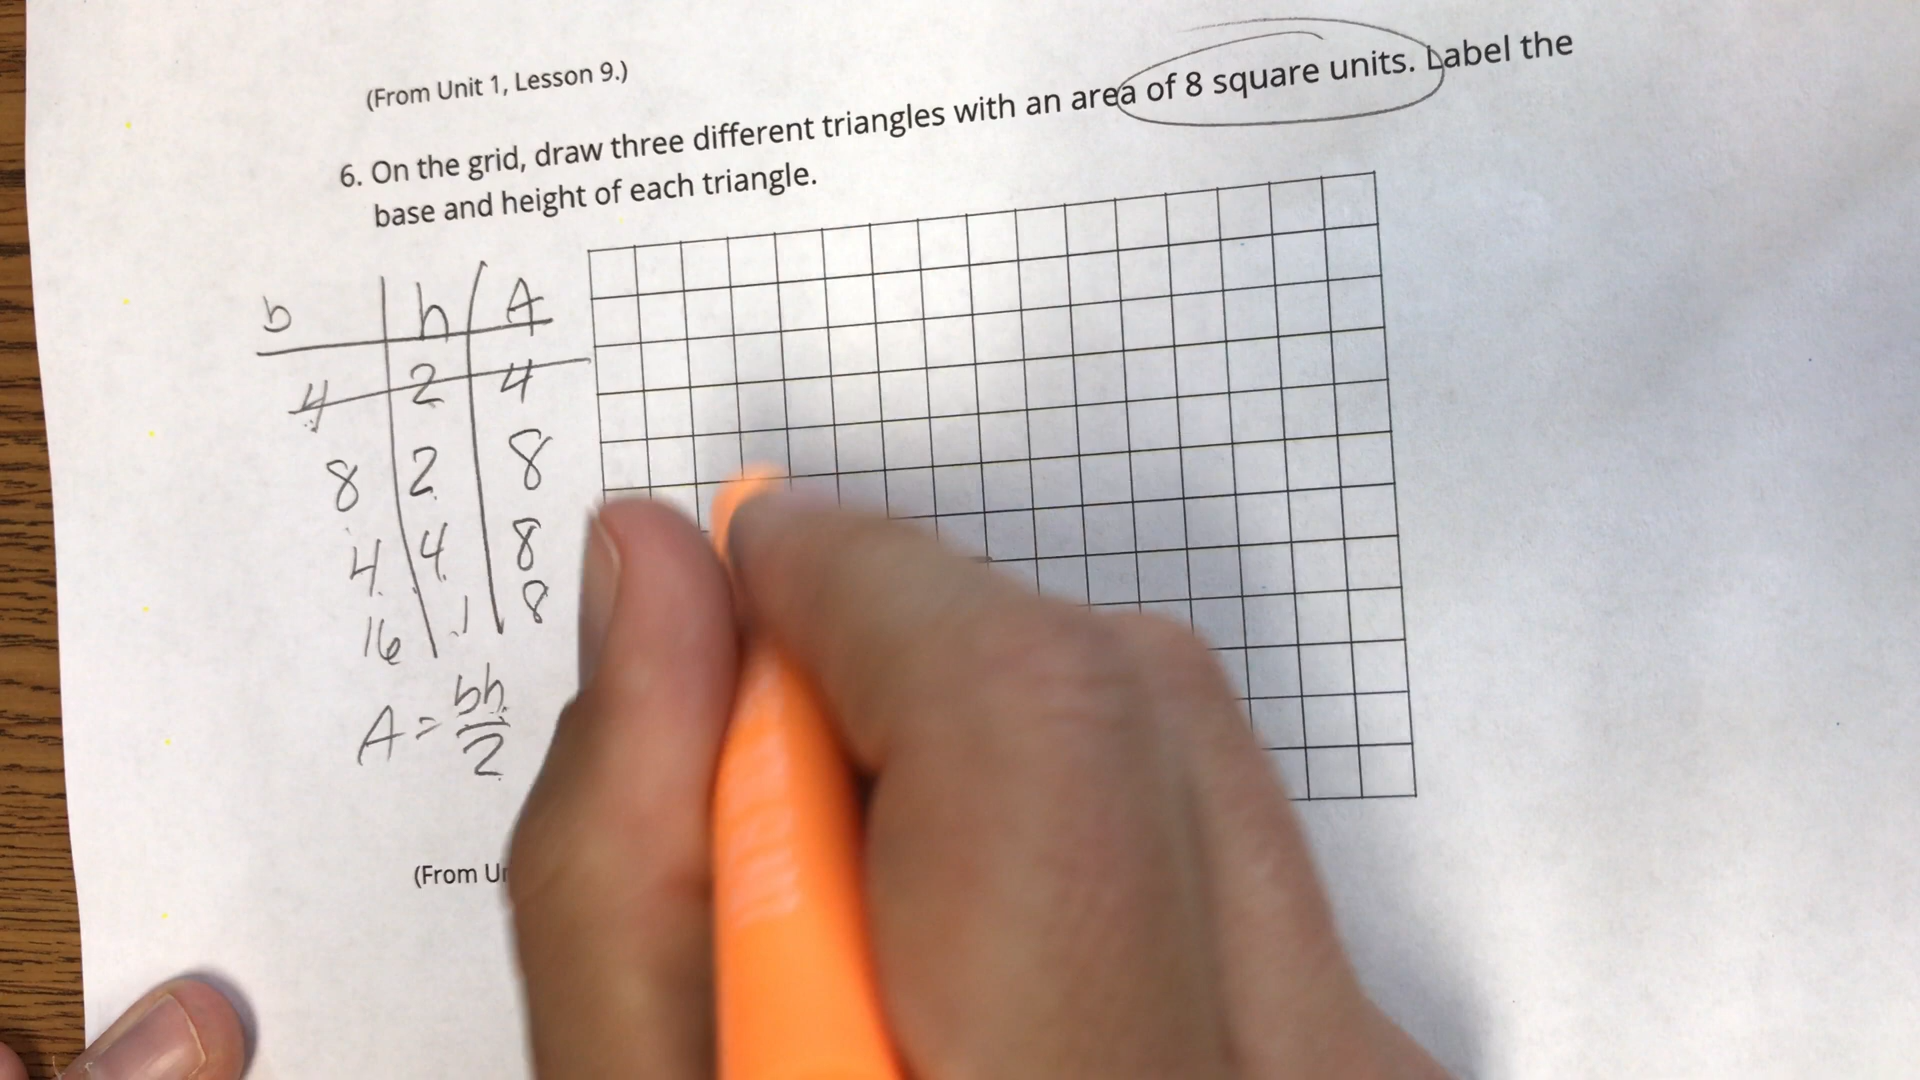 (From Unit 1, Lesson 9.)
6. On the grid, draw three different triangles with an area of 8 square units. Label the
base and height of each triangle.
b h A
4 2 4
8 2 8
4 4 8
16 1 8
A = bh/2
(From